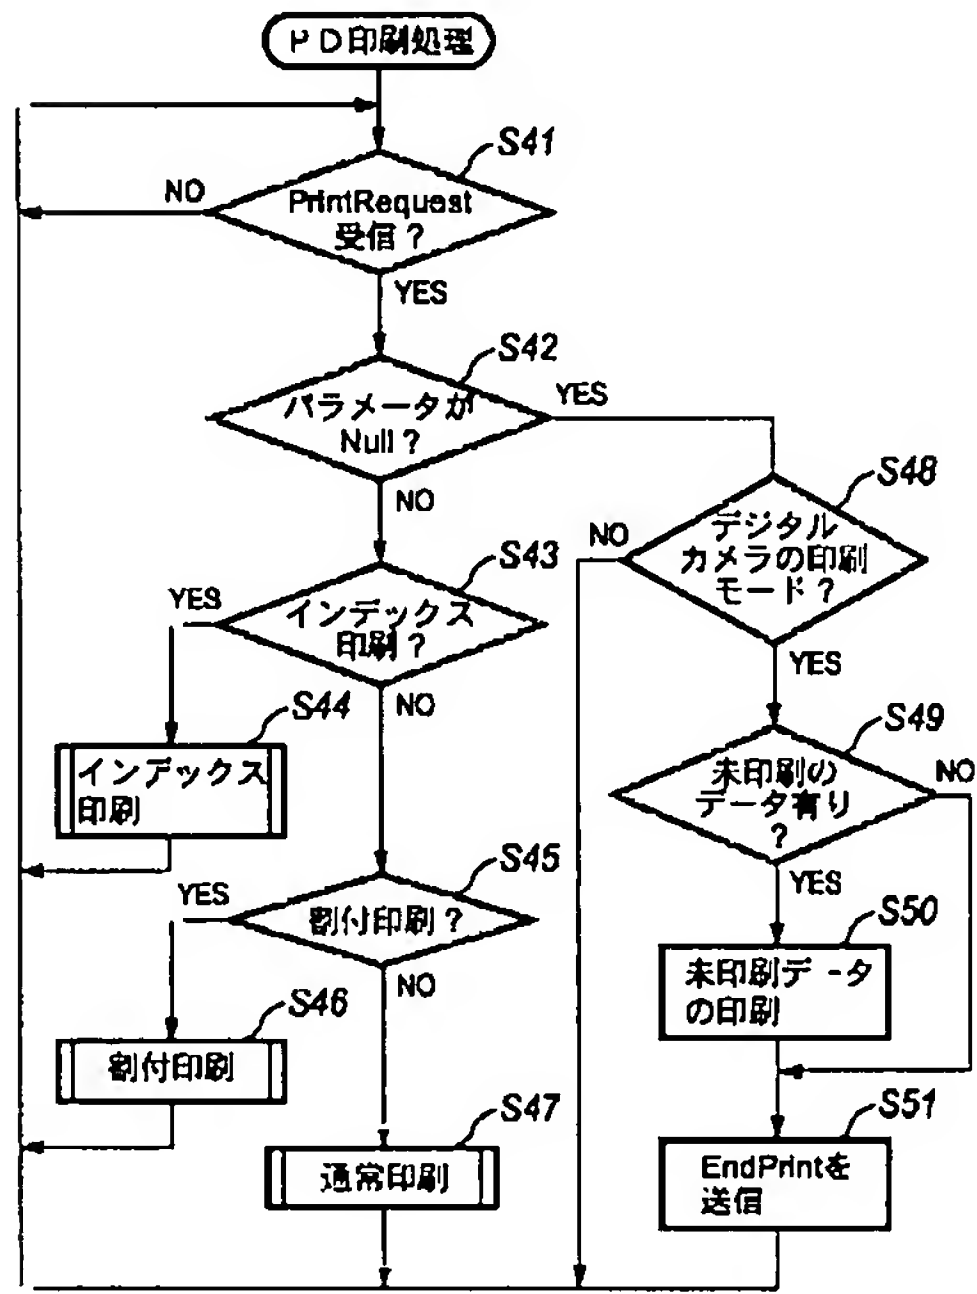 PD印刷処理
S41
NO
PrintRequest
受信?
YES
S42
パラメータが
Null?
YES
NO
S48
デジタル
カメラの印刷
モード?
NO
YES
S43
インデックス
印刷?
YES
NO
S44
インデックス
印刷
S49
未印刷の
データ有り
?
NO
YES
S45
割付印刷?
YES
NO
S50
未印刷データ
の印刷
S46
割付印刷
S47
通常印刷
S51
EndPrintを
送信